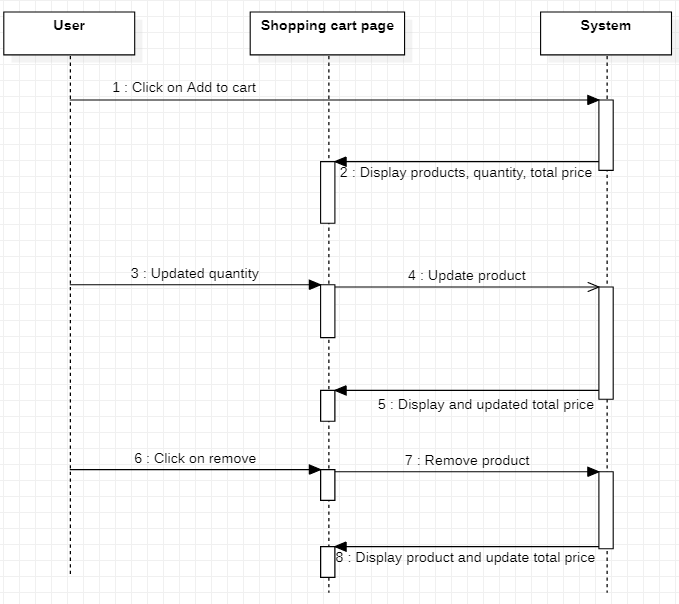 User
Shopping cart page
System
1 : Click on Add to cart
2 : Display products, quantity, total price
3 : Updated quantity
4 : Update product
5 : Display and updated total price
6 : Click on remove
7 : Remove product
8 : Display product and update total price